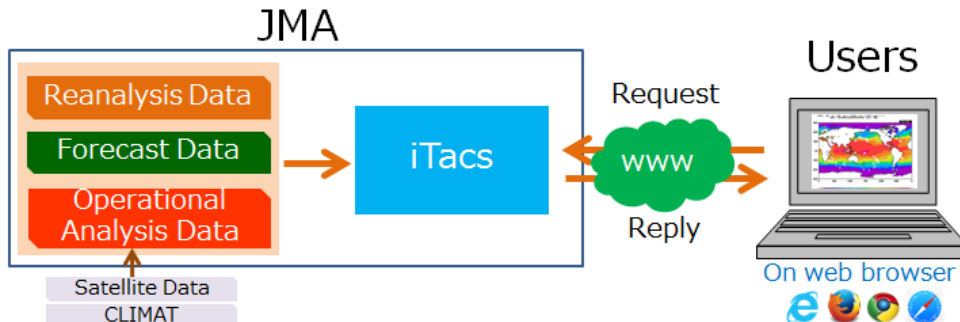 JMA
Reanalysis Data
Forecast Data
Operational
Analysis Data
Satellite Data
CLIMAT
iTacs
Request
www
Reply
Users
On web browser